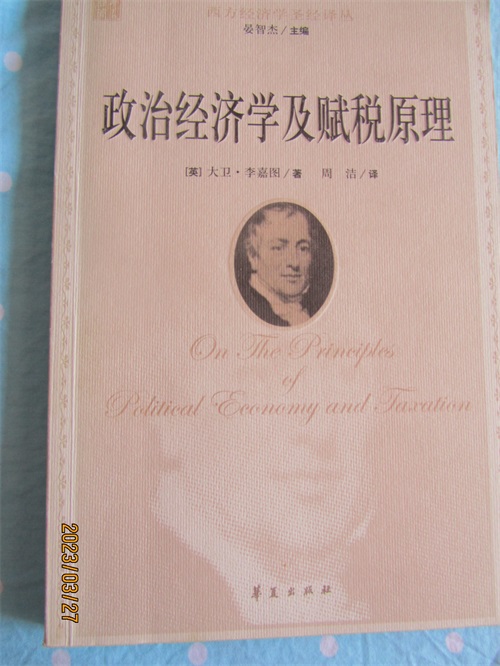 西方经济学圣经译丛
晏智杰/主编
政治经济学及赋税原理
[英]大卫·李嘉图/著 周 洁/译
On The Principles
of
Political Economy and Taxation
华夏出版社
2023/03/27